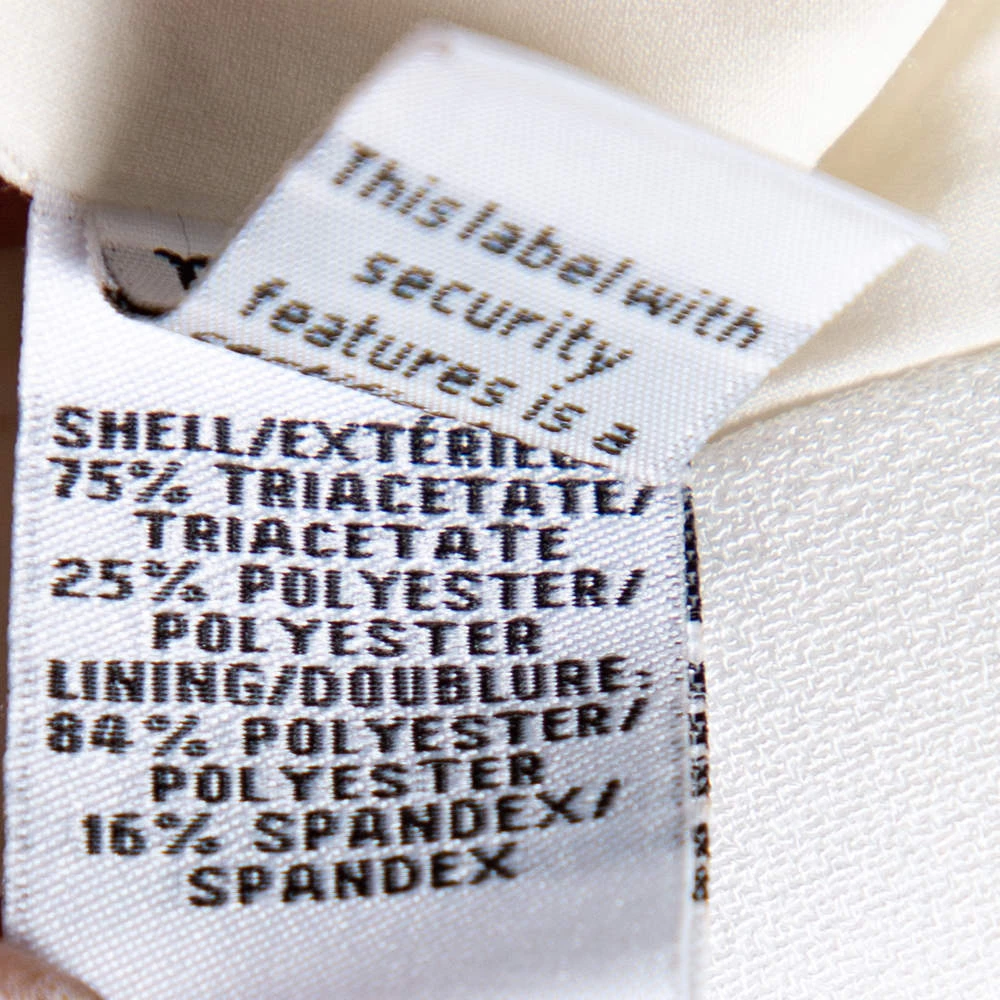 This label with
security
features is a
SHELL/EXTÉRIEUR
75% TRIACETATE/
TRIACETATE
25% POLYESTER/
POLYESTER
LINING/DOUBLURE:
84% POLYESTER/
POLYESTER
16% SPANDEX/
SPANDEX